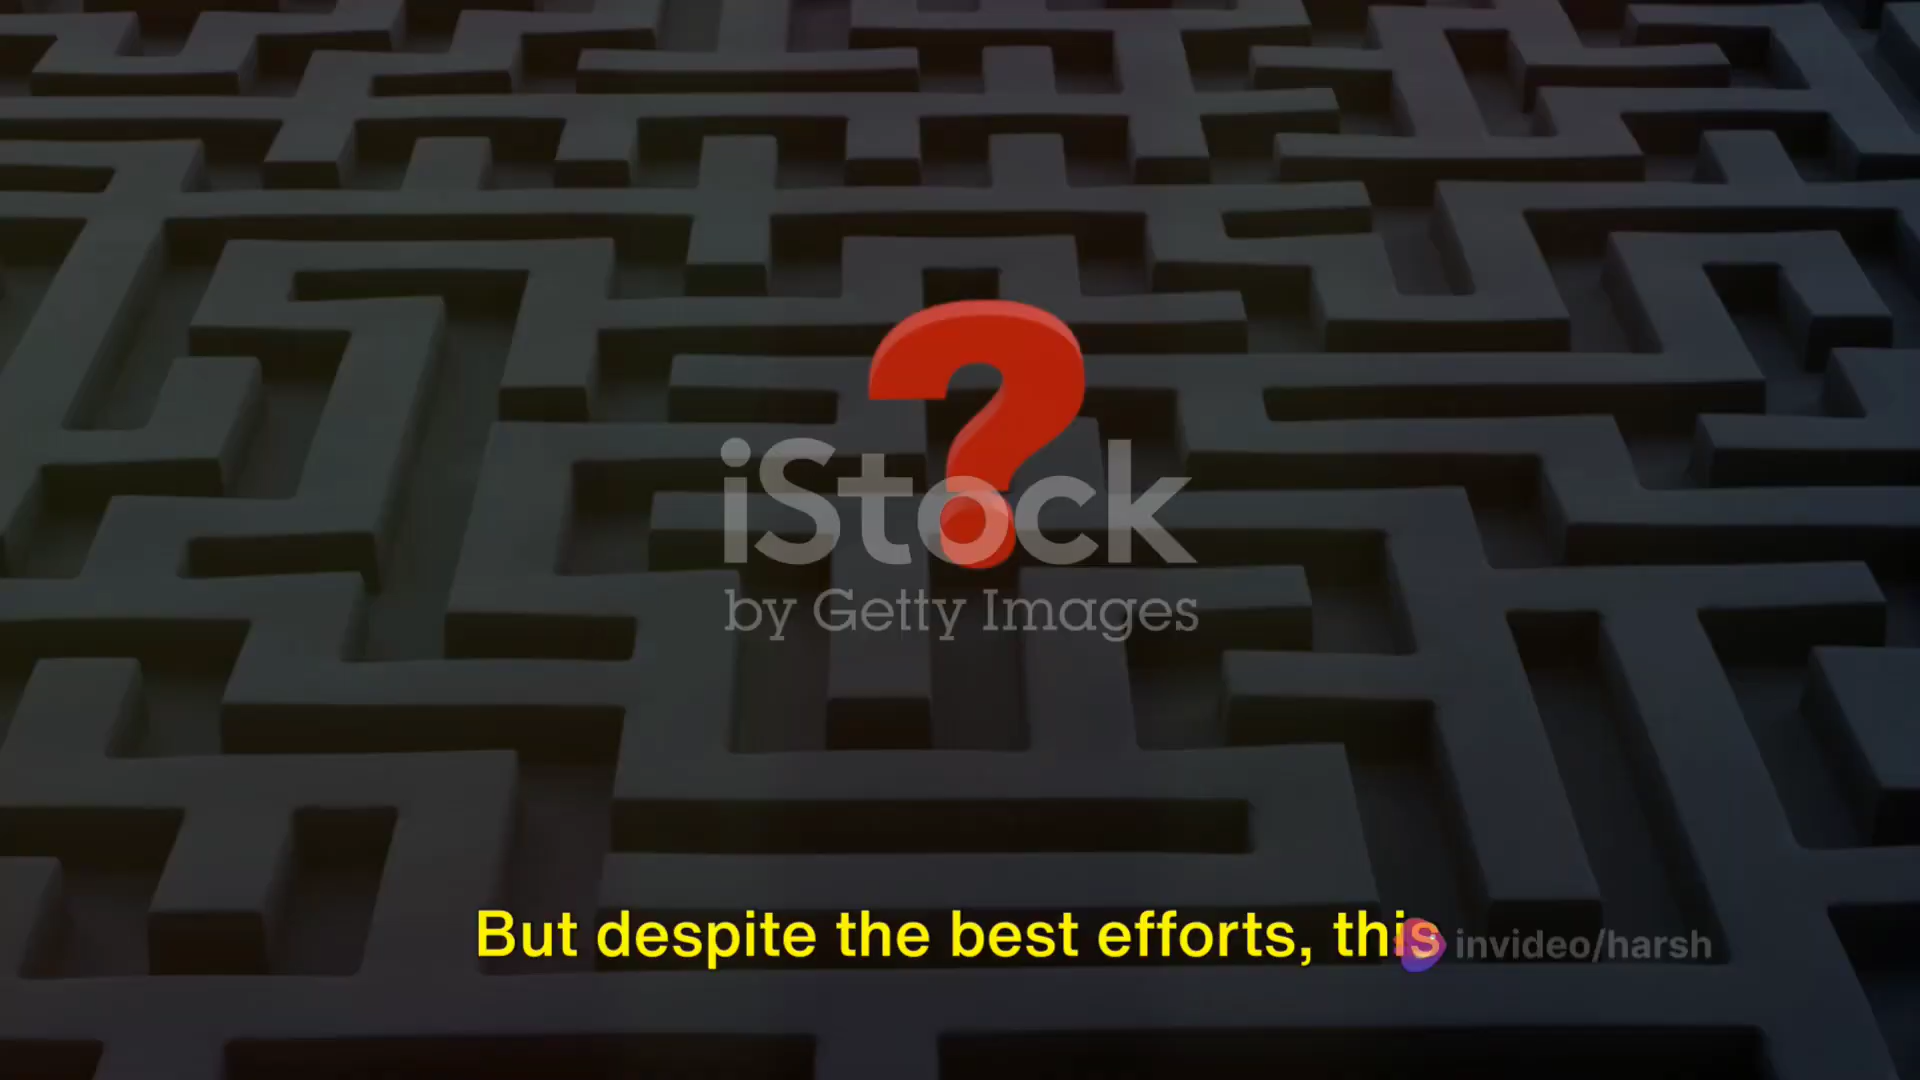 iStock
by Getty Images
But despite the best efforts, this
invideo/harsh